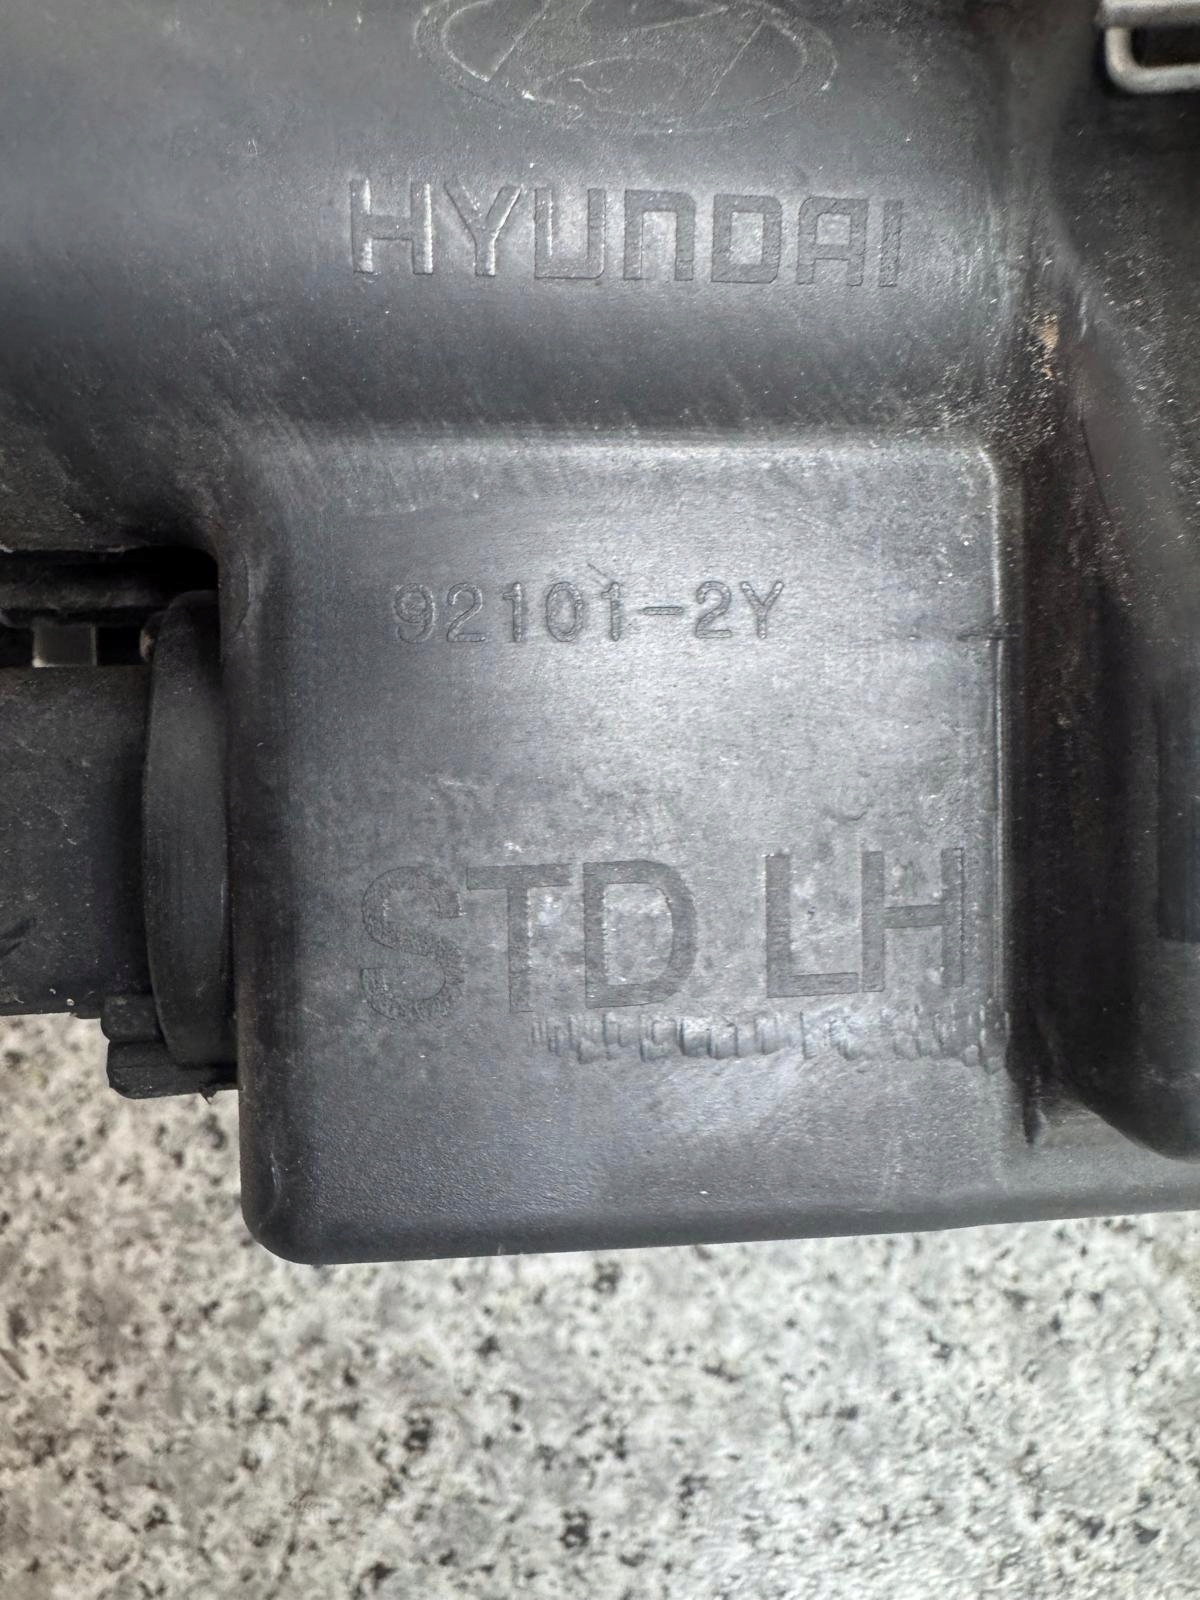 HYUNDAI
92101-2Y
STD LH